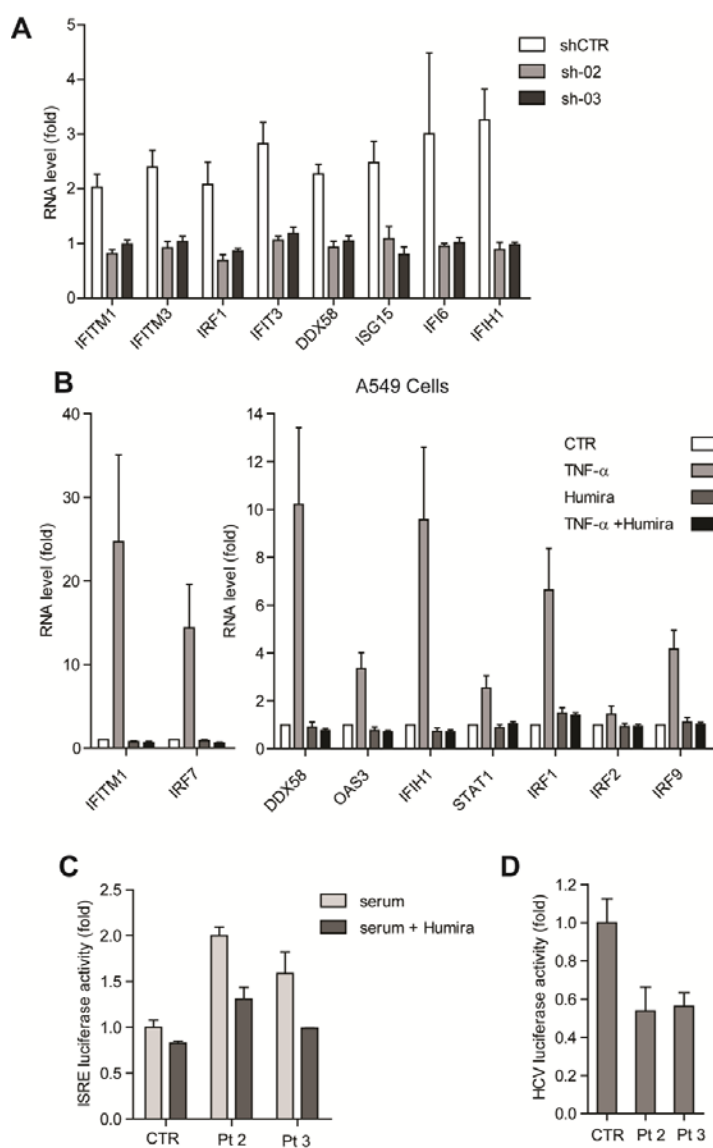 A
shCTR
sh-02
sh-03
RNA level (fold)
5
4
3
2
1
0
IFITM1
IFITM3
IRF1
IFIT3
DDX58
ISG15
IFI6
IFIH1
B
A549 Cells
CTR
TNF-α
Humira
TNF-α +Humira
RNA level (fold)
40
30
20
10
0
IFITM1
IRF7
RNA level (fold)
14
12
10
8
6
4
2
0
DDX58
OAS3
IFIH1
STAT1
IRF1
IRF2
IRF9
C
serum
serum + Humira
ISRE luciferase activity (fold)
2.5
2.0
1.5
1.0
0.5
0.0
CTR
Pt 2
Pt 3
D
HCV luciferase activity (fold)
1.2
1.0
0.8
0.6
0.4
0.2
0.0
CTR
Pt 2
Pt 3